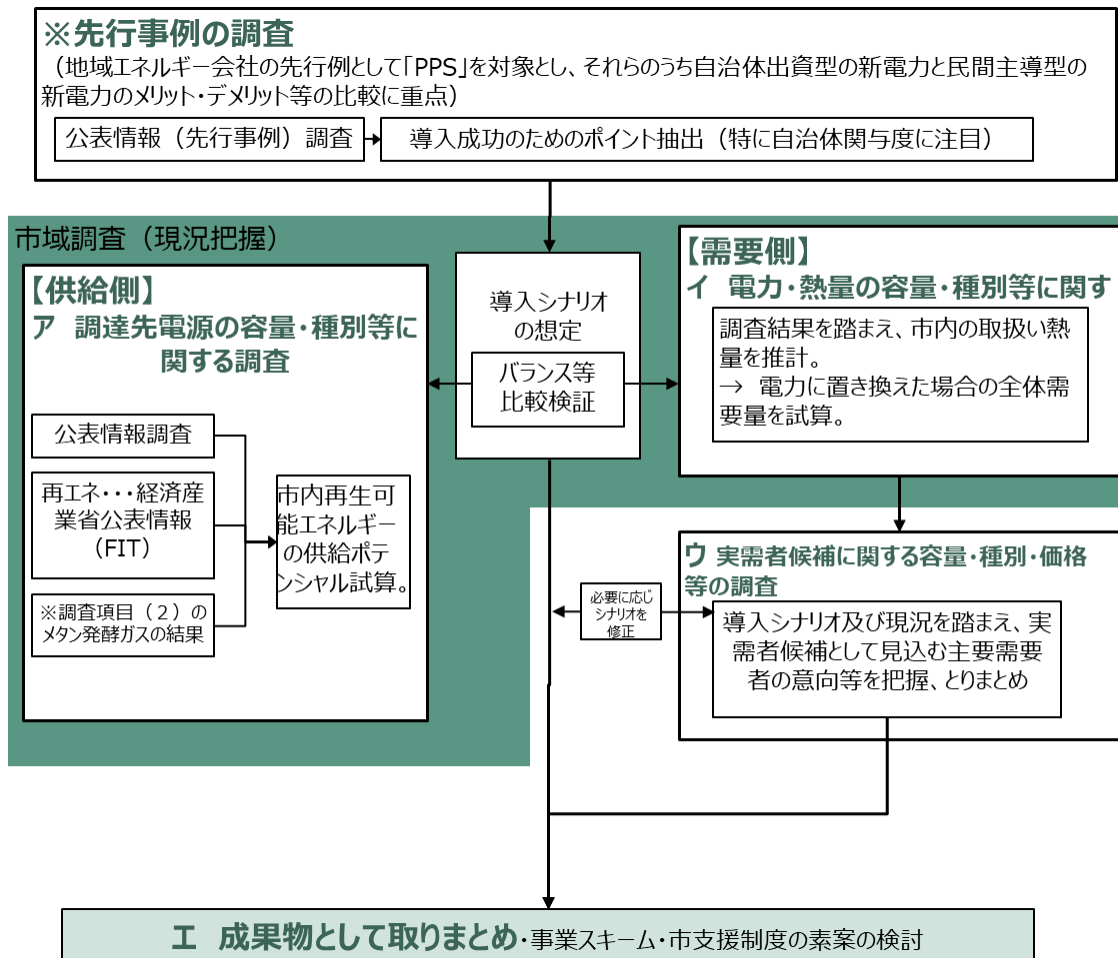 ※先行事例の調査
（地域エネルギー会社の先行例として「PPS」を対象とし、それらのうち自治体出資型の新電力と民間主導型の
新電力のメリット・デメリット等の比較に重点）
公表情報（先行事例）調査
導入成功のためのポイント抽出（特に自治体関与度に注目）
市域調査（現況把握）
【供給側】
ア　調達先電源の容量・種別等に
関する調査
公表情報調査
再エネ・・・経済産
業省公表情報
（FIT）
※調査項目（2）の
メタン発酵ガスの結果
市内再生可
能エネルギー
の供給ポテ
ンシャル試算。
導入シナリオ
の想定
バランス等
比較検証
【需要側】
イ　電力・熱量の容量・種別等に関す
調査結果を踏まえ、市内の取扱い熱
量を推計。
→　電力に置き換えた場合の全体需
要量を試算。
ウ 実需者候補に関する容量・種別・価格
等の調査
必要に応じ
シナリオを
修正
導入シナリオ及び現況を踏まえ、実
需者候補として見込む主要需要
者の意向等を把握、とりまとめ
エ　成果物として取りまとめ・事業スキーム・市支援制度の素案の検討